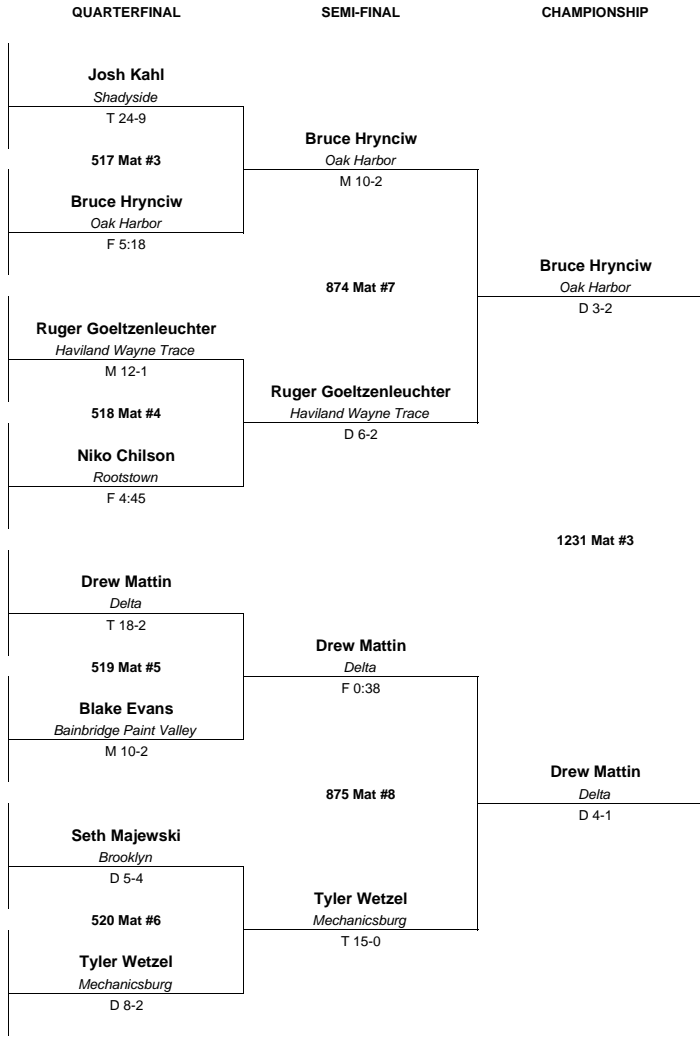 QUARTERFINAL
SEMI-FINAL
CHAMPIONSHIP
Josh Kahl
Shadyside
T 24-9
517 Mat #3
Bruce Hrynciw
Oak Harbor
F 5:18
Ruger Goeltzenleuchter
Haviland Wayne Trace
M 12-1
518 Mat #4
Niko Chilson
Rootstown
F 4:45
Drew Mattin
Delta
T 18-2
519 Mat #5
Blake Evans
Bainbridge Paint Valley
M 10-2
Seth Majewski
Brooklyn
D 5-4
520 Mat #6
Tyler Wetzel
Mechanicsburg
D 8-2
Bruce Hrynciw
Oak Harbor
M 10-2
874 Mat #7
Ruger Goeltzenleuchter
Haviland Wayne Trace
D 6-2
Drew Mattin
Delta
F 0:38
875 Mat #8
Tyler Wetzel
Mechanicsburg
T 15-0
Bruce Hrynciw
Oak Harbor
D 3-2
1231 Mat #3
Drew Mattin
Delta
D 4-1